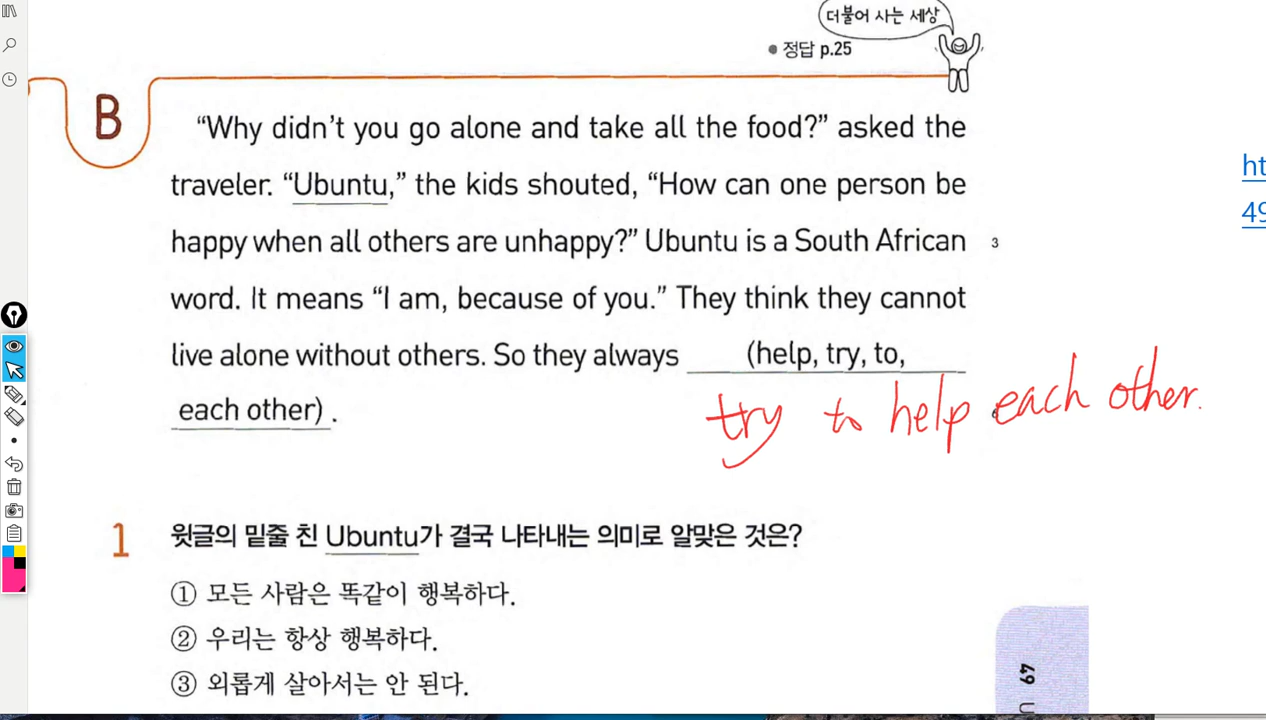 더불어 사는 세상
● 정답 p.25
B
“Why didn’t you go alone and take all the food?” asked the
traveler. “Ubuntu,” the kids shouted, “How can one person be
happy when all others are unhappy?” Ubuntu is a South African 3
word. It means “I am, because of you.” They think they cannot
live alone without others. So they always (help, try, to,
each other).
try to help each other.
1 윗글의 밑줄 친 Ubuntu가 결국 나타내는 의미로 알맞은 것은?
① 모든 사람은 똑같이 행복하다.
② 우리는 항상 행복하다.
③ 외롭게 살아서는 안 된다.
49